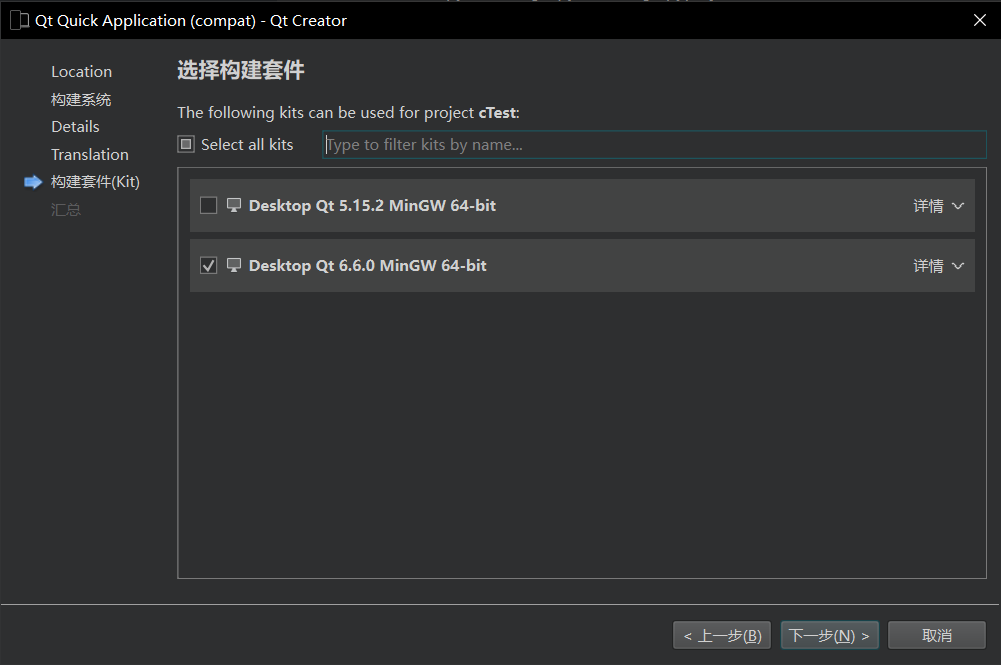 Qt Quick Application (compat) - Qt Creator
Location
构建系统
Details
Translation
构建套件(Kit)
汇总
选择构建套件
The following kits can be used for project cTest:
Select all kits
Type to filter kits by name...
Desktop Qt 5.15.2 MinGW 64-bit 详情
Desktop Qt 6.6.0 MinGW 64-bit 详情
< 上一步(B) 下一步(N) > 取消